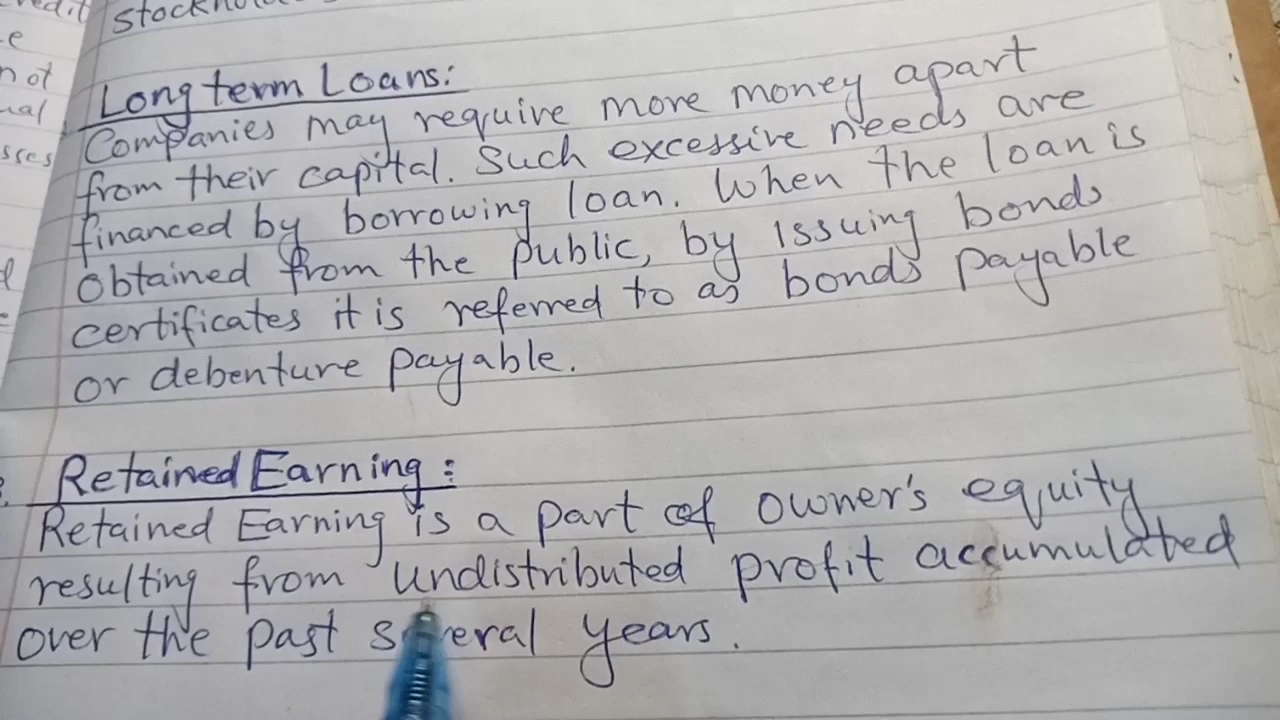 Long term Loans:
Companies may require more money apart
from their capital. Such excessive needs are
financed by borrowing loan. When the loan is
obtained from the public, by issuing bonds
certificates it is referred to as bonds payable
or debenture payable.
Retained Earning:
Retained Earning is a part of owner's equity
resulting from undistributed profit accumulated
over the past several years.